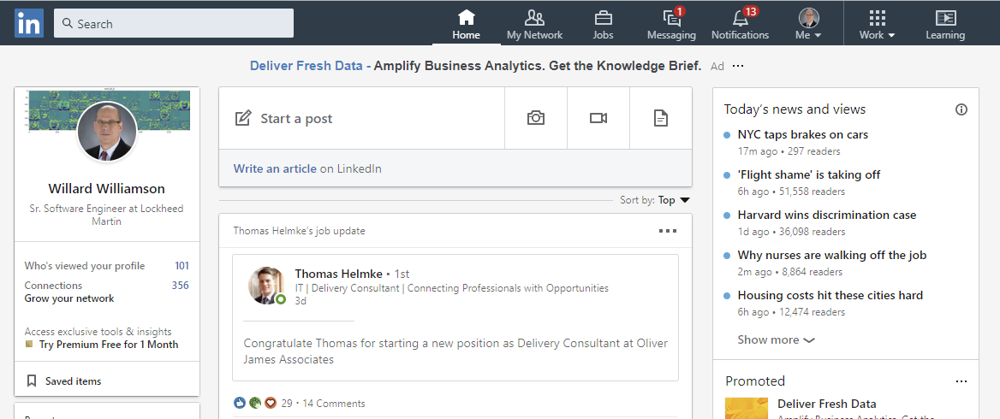 in
Search
1
13
Home
My Network
Jobs
Messaging
Notifications
Me
Work
Learning
Deliver Fresh Data - Amplify Business Analytics. Get the Knowledge Brief. Ad ···
Willard Williamson
Sr. Software Engineer at Lockheed
Martin
Who's viewed your profile 101
Connections 356
Grow your network
Access exclusive tools & insights
Try Premium Free for 1 Month
Saved items
Start a post
Write an article on LinkedIn
Sort by: Top
Thomas Helmke's job update
Thomas Helmke • 1st
IT | Delivery Consultant | Connecting Professionals with Opportunities
3d
Congratulate Thomas for starting a new position as Delivery Consultant at Oliver
James Associates
29 · 14 Comments
Today's news and views
NYC taps brakes on cars
17m ago • 297 readers
'Flight shame' is taking off
6h ago • 51,558 readers
Harvard wins discrimination case
1d ago • 36,098 readers
Why nurses are walking off the job
2m ago • 8,864 readers
Housing costs hit these cities hard
6h ago • 12,474 readers
Show more
Promoted
Deliver Fresh Data
Amplify Business Analytics. Get the